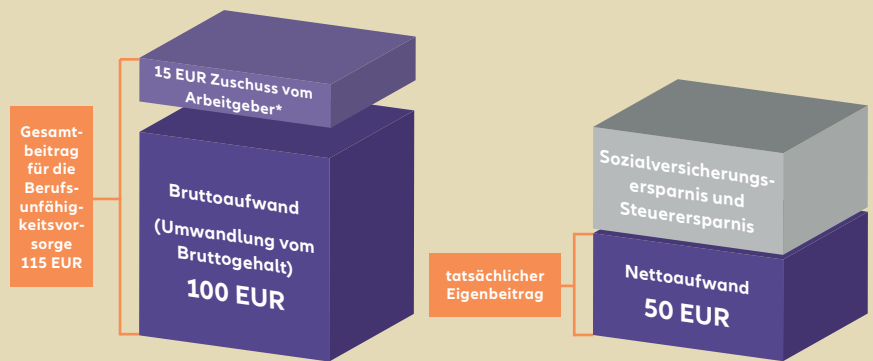 15 EUR Zuschuss vom
Arbeitgeber*
Gesamt-
beitrag
für die
Berufs-
unfähig-
keitsvor-
sorge
115 EUR
Bruttoaufwand
(Umwandlung vom
Bruttogehalt)
100 EUR
Sozialversicherungs-
ersparnis und
Steuerersparnis
tatsächlicher
Eigenbeitrag
Nettoaufwand
50 EUR